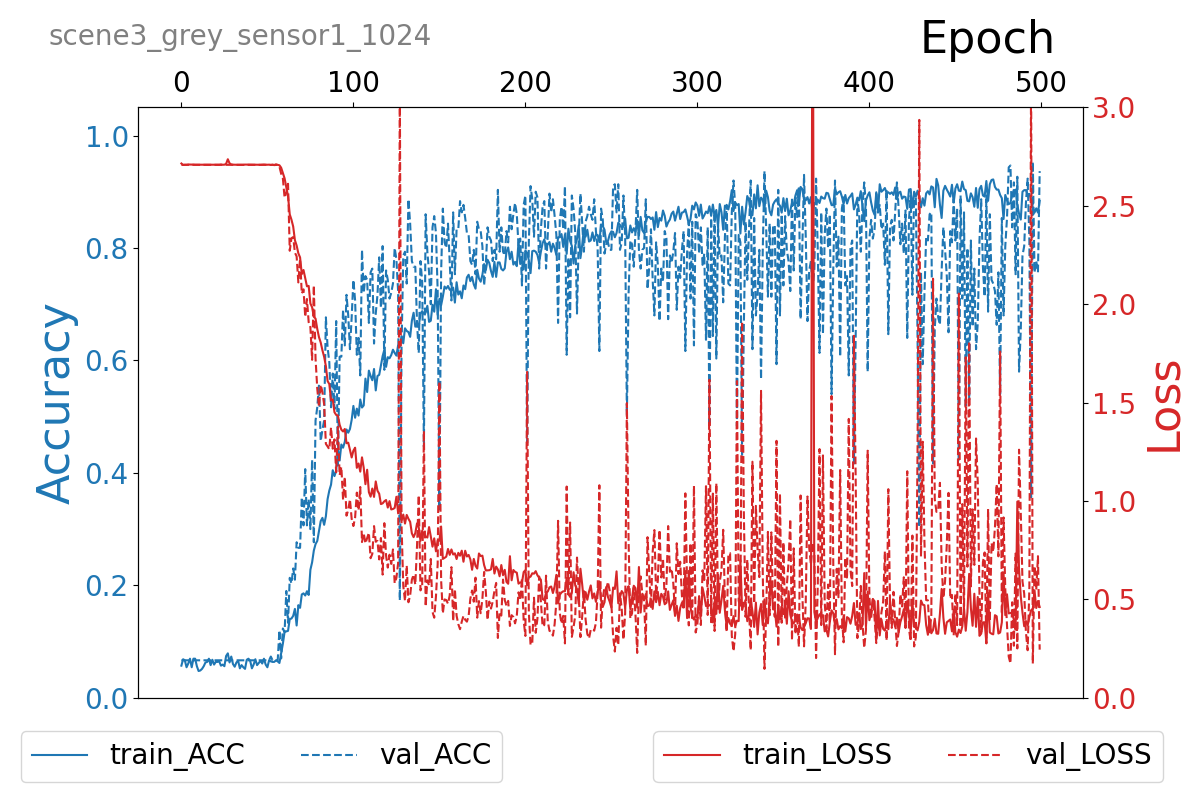 scene3_grey_sensor1_1024
Epoch
0 100 200 300 400 500
1.0
0.8
0.6
0.4
0.2
0.0
Accuracy
3.0
2.5
2.0
1.5
1.0
0.5
0.0
Loss
train_ACC val_ACC
train_LOSS val_LOSS